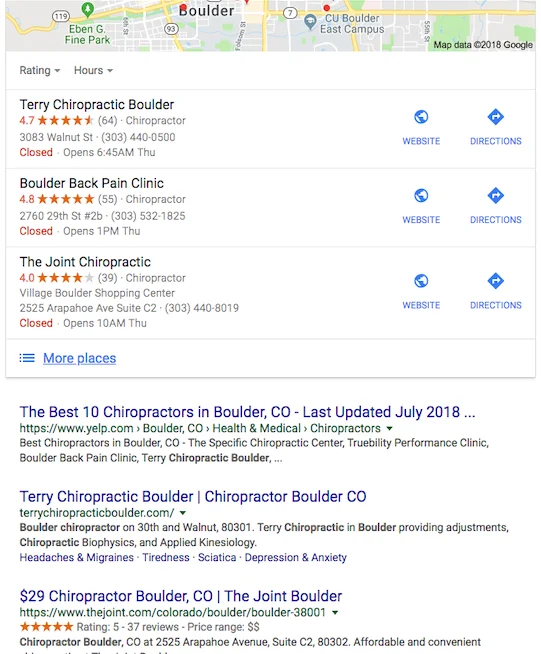 119
Boulder
Eben G.
Fine Park
93
Folsom St
7
CU Boulder
East Campus
55th St
Map data ©2018 Google
Rating
Hours
Terry Chiropractic Boulder
4.7 (64) · Chiropractor
3083 Walnut St · (303) 440-0500
Closed · Opens 6:45AM Thu
WEBSITE
DIRECTIONS
Boulder Back Pain Clinic
4.8 (55) · Chiropractor
2760 29th St #2b · (303) 532-1825
Closed · Opens 1PM Thu
WEBSITE
DIRECTIONS
The Joint Chiropractic
4.0 (39) · Chiropractor
Village Boulder Shopping Center
2525 Arapahoe Ave Suite C2 · (303) 440-8019
Closed · Opens 10AM Thu
WEBSITE
DIRECTIONS
More places
The Best 10 Chiropractors in Boulder, CO - Last Updated July 2018 ...
https://www.yelp.com › Boulder, CO › Health & Medical › Chiropractors
Best Chiropractors in Boulder, CO - The Specific Chiropractic Center, Truebility Performance Clinic,
Boulder Back Pain Clinic, Terry Chiropractic Boulder, ...
Terry Chiropractic Boulder | Chiropractor Boulder CO
terrychiropracticboulder.com/
Boulder chiropractor on 30th and Walnut, 80301. Terry Chiropractic in Boulder providing adjustments,
Chiropractic Biophysics, and Applied Kinesiology.
Headaches & Migraines · Tiredness · Sciatica · Depression & Anxiety
$29 Chiropractor Boulder, CO | The Joint Boulder
https://www.thejoint.com/colorado/boulder/boulder-38001
Rating: 5 - 37 reviews - Price range: $$
Chiropractor Boulder, CO at 2525 Arapahoe Avenue, Suite C2, 80302. Affordable and convenient